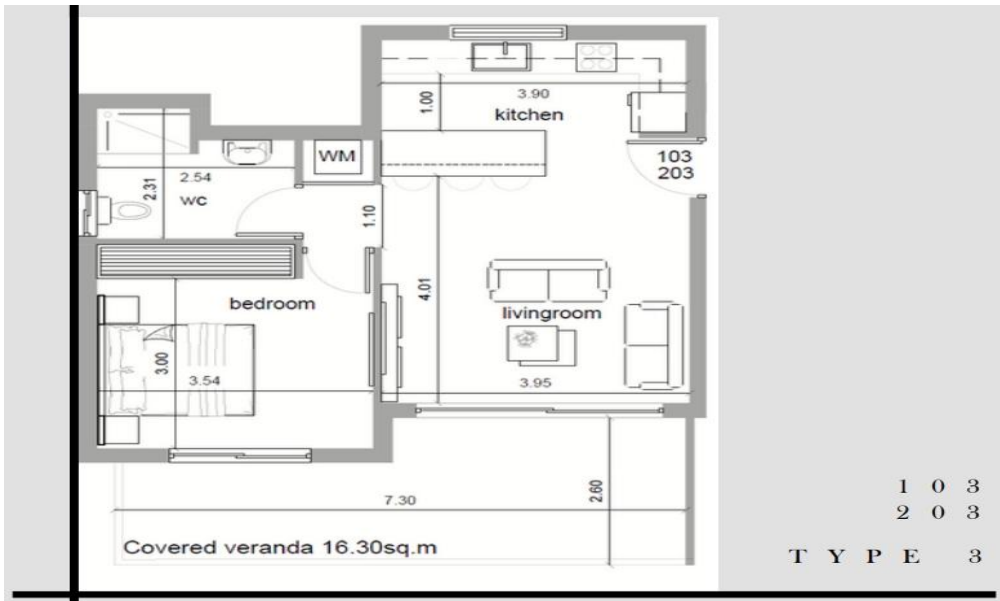 3.90
1.00
kitchen
WM
103
203
2.54
2.31
wc
1.10
4.01
bedroom
livingroom
3.00
3.54
3.95
7.30
2.60
Covered veranda 16.30sq.m
1 0 3
2 0 3
T Y P E 3